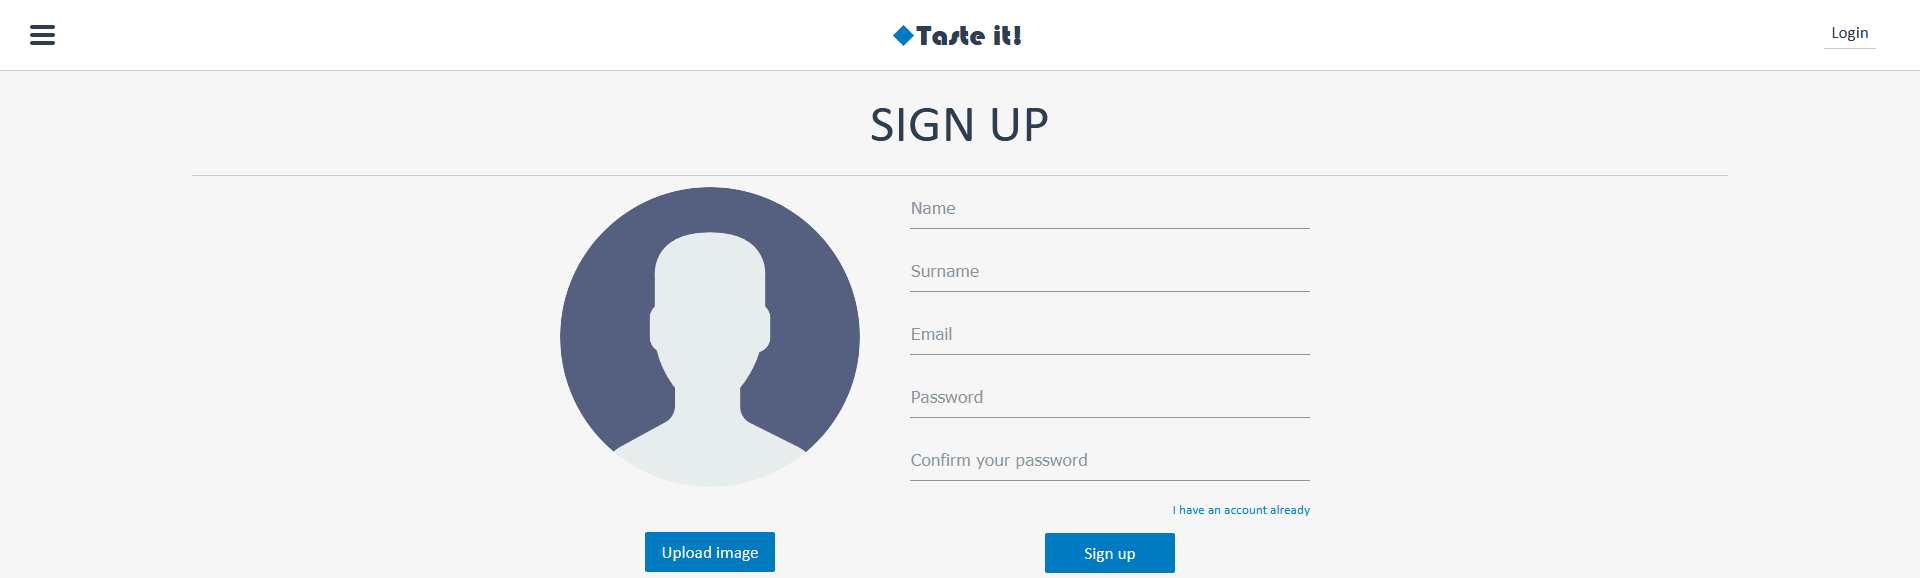 Taste it!
Login
SIGN UP
Name
Surname
Email
Password
Confirm your password
I have an account already
Upload image
Sign up